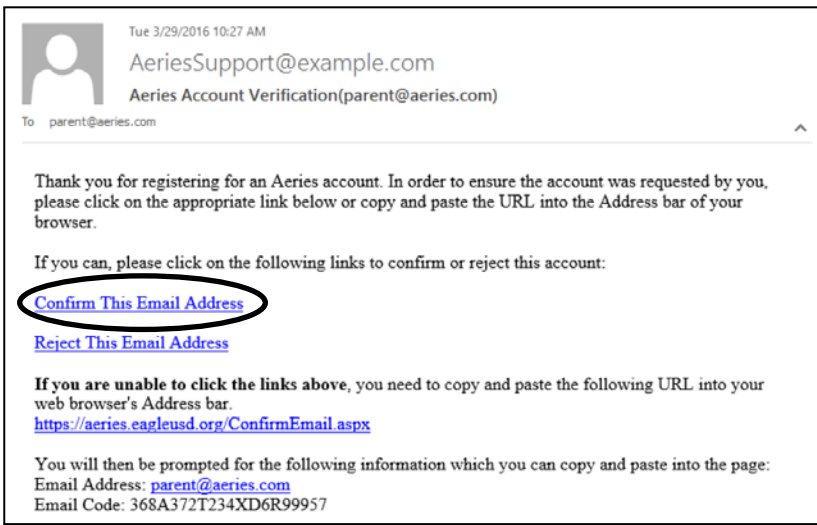 Tue 3/29/2016 10:27 AM
AeriesSupport@example.com
Aeries Account Verification(parent@aeries.com)
To parent@aeries.com
Thank you for registering for an Aeries account. In order to ensure the account was requested by you,
please click on the appropriate link below or copy and paste the URL into the Address bar of your
browser.
If you can, please click on the following links to confirm or reject this account:
Confirm This Email Address
Reject This Email Address
If you are unable to click the links above, you need to copy and paste the following URL into your
web browser's Address bar.
https://aeries.eagleusd.org/ConfirmEmail.aspx
You will then be prompted for the following information which you can copy and paste into the page:
Email Address: parent@aeries.com
Email Code: 368A372T234XD6R99957